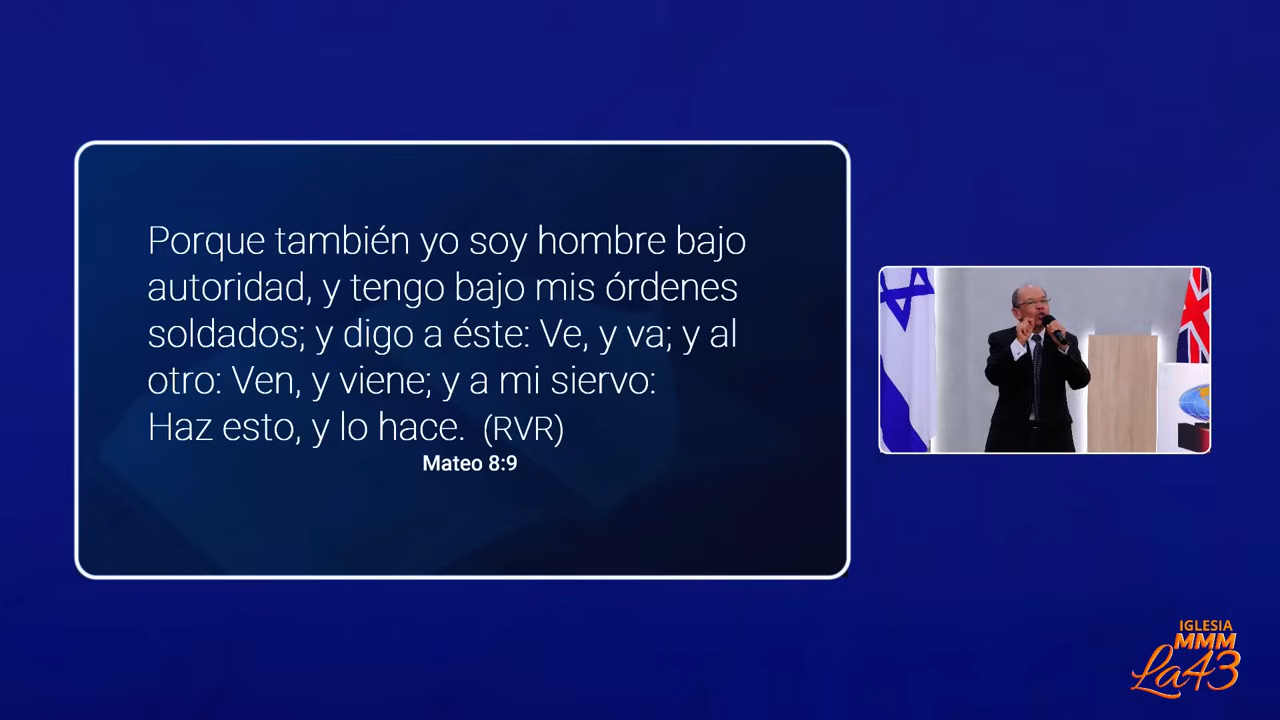 Porque también yo soy hombre bajo
autoridad, y tengo bajo mis órdenes
soldados; y digo a éste: Ve, y va; y al
otro: Ven, y viene; y a mi siervo:
Haz esto, y lo hace. (RVR)
Mateo 8:9
IGLESIA
MMM
La43